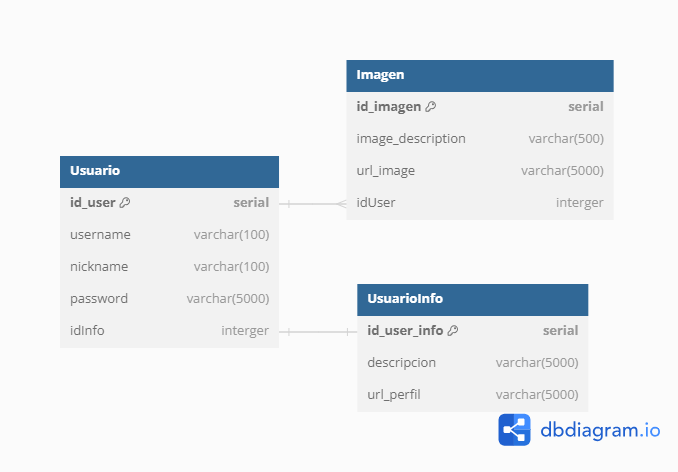 Imagen
id_imagen serial
image_description varchar(500)
url_image varchar(5000)
idUser interger
Usuario
id_user serial
username varchar(100)
nickname varchar(100)
password varchar(5000)
idInfo interger
UsuarioInfo
id_user_info serial
descripcion varchar(5000)
url_perfil varchar(5000)
dbdiagram.io